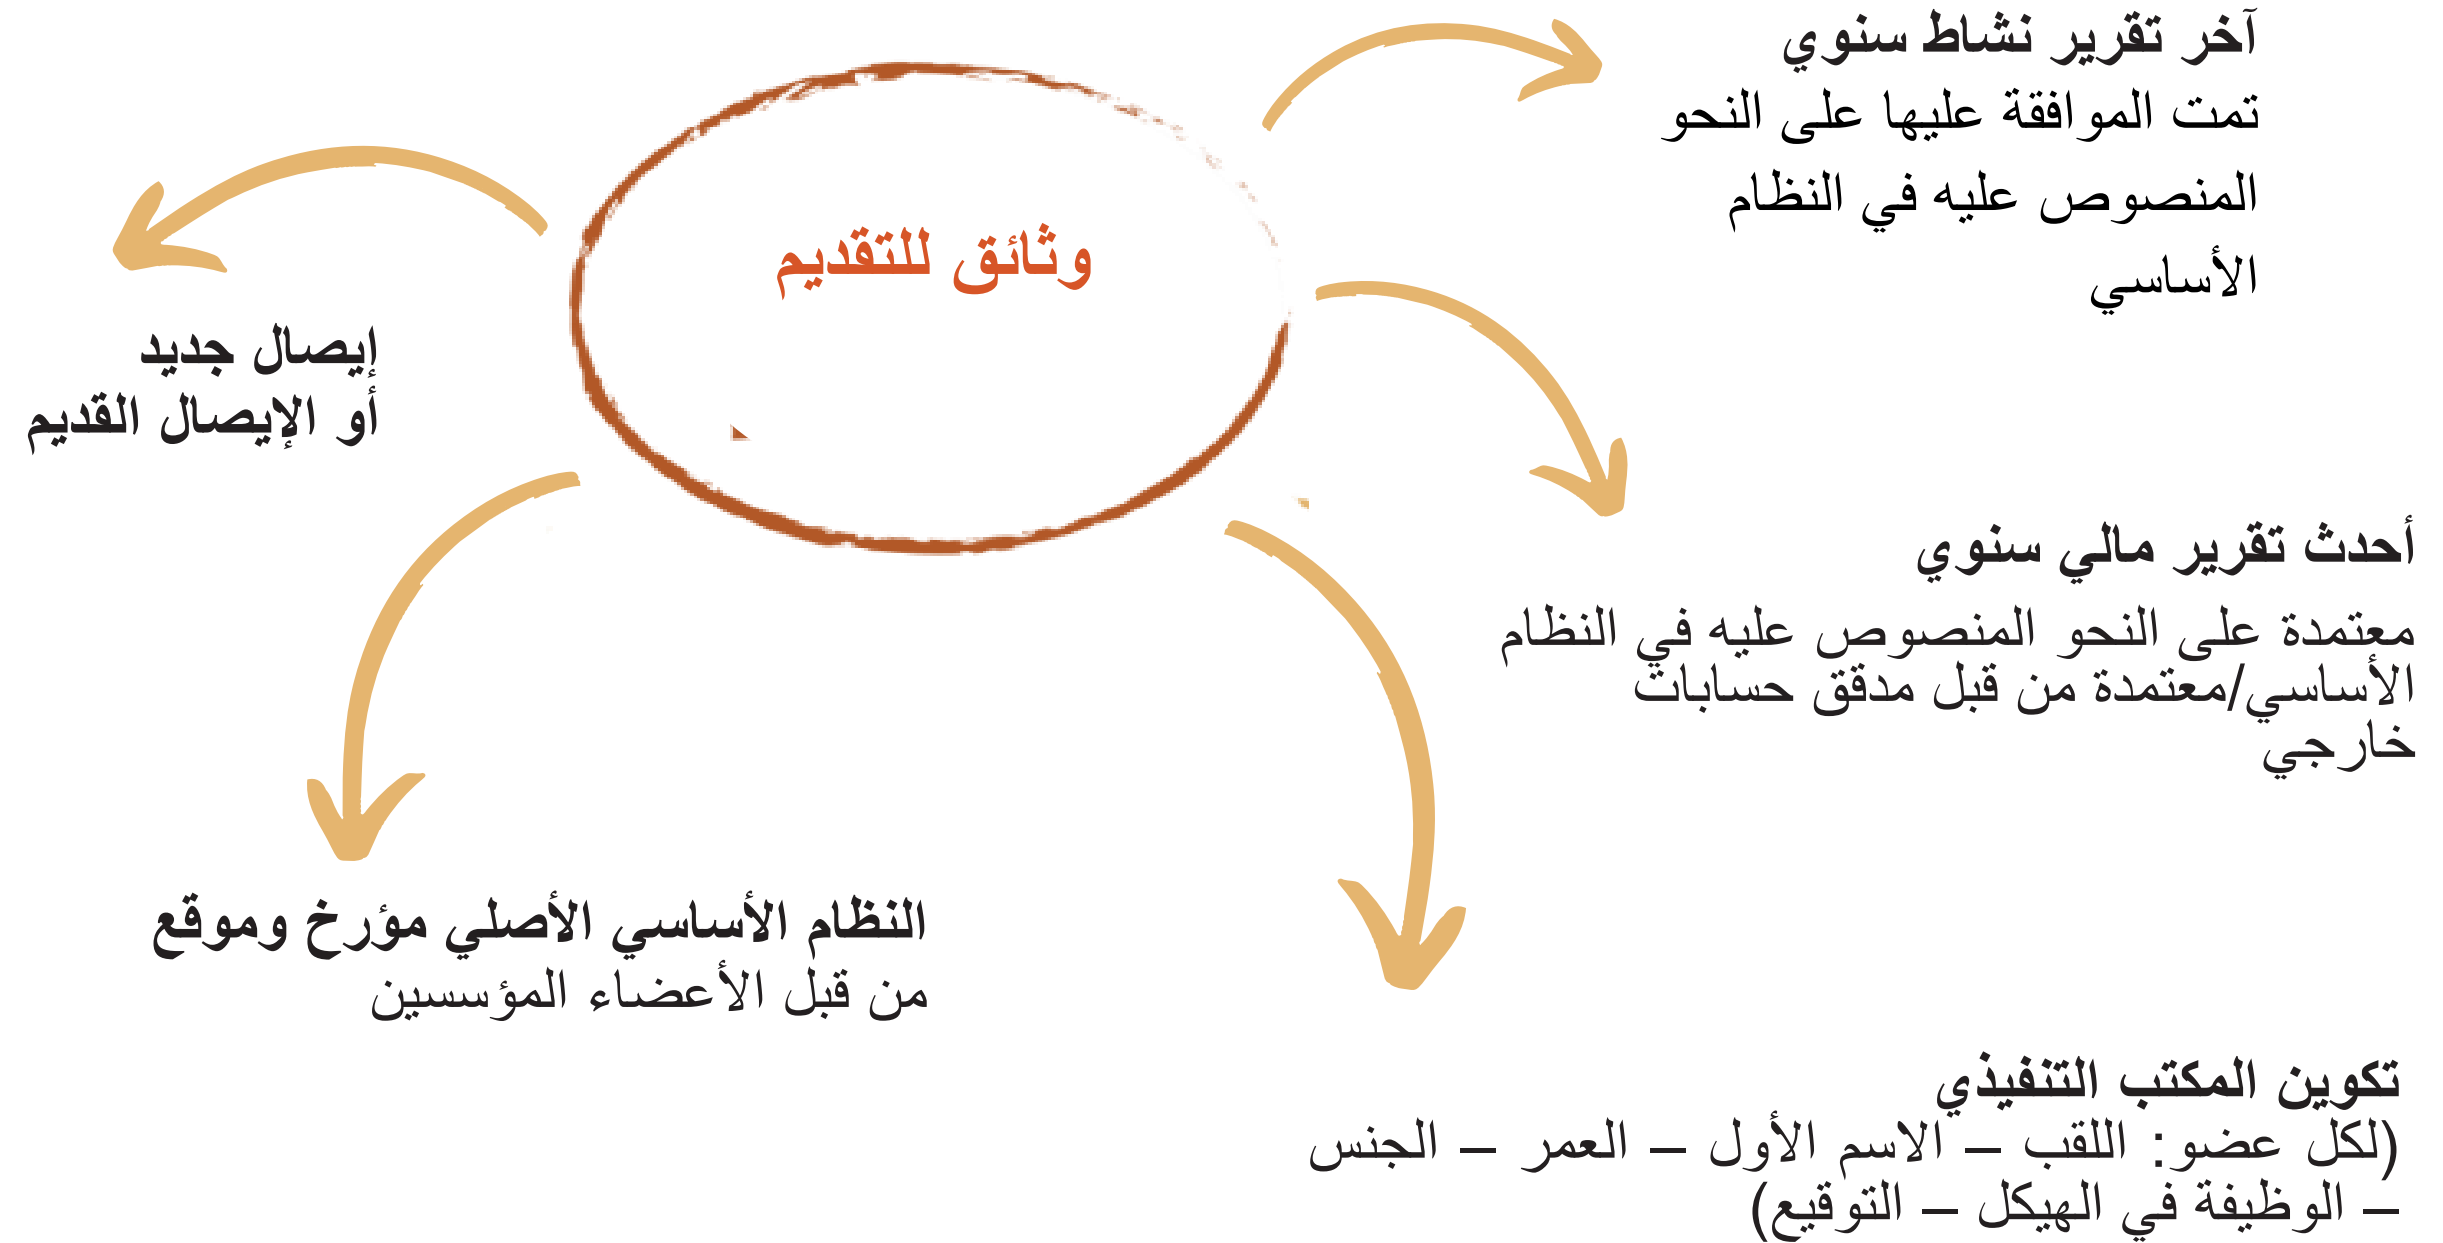 وثائق للتقديم
آخر تقرير نشاط سنوي
تمت الموافقة عليها على النحو
المنصوص عليه في النظام
الأساسي
أحدث تقرير مالي سنوي
معتمدة على النحو المنصوص عليه في النظام
الأساسي/معتمدة من قبل مدقق حسابات
خارجي
تكوين المكتب التنفيذي
(لكل عضو: اللقب – الاسم الأول – العمر – الجنس
– الوظيفة في الهيكل – التوقيع)
إيصال جديد
أو الإيصال القديم
النظام الأساسي الأصلي مؤرخ وموقع
من قبل الأعضاء المؤسسين